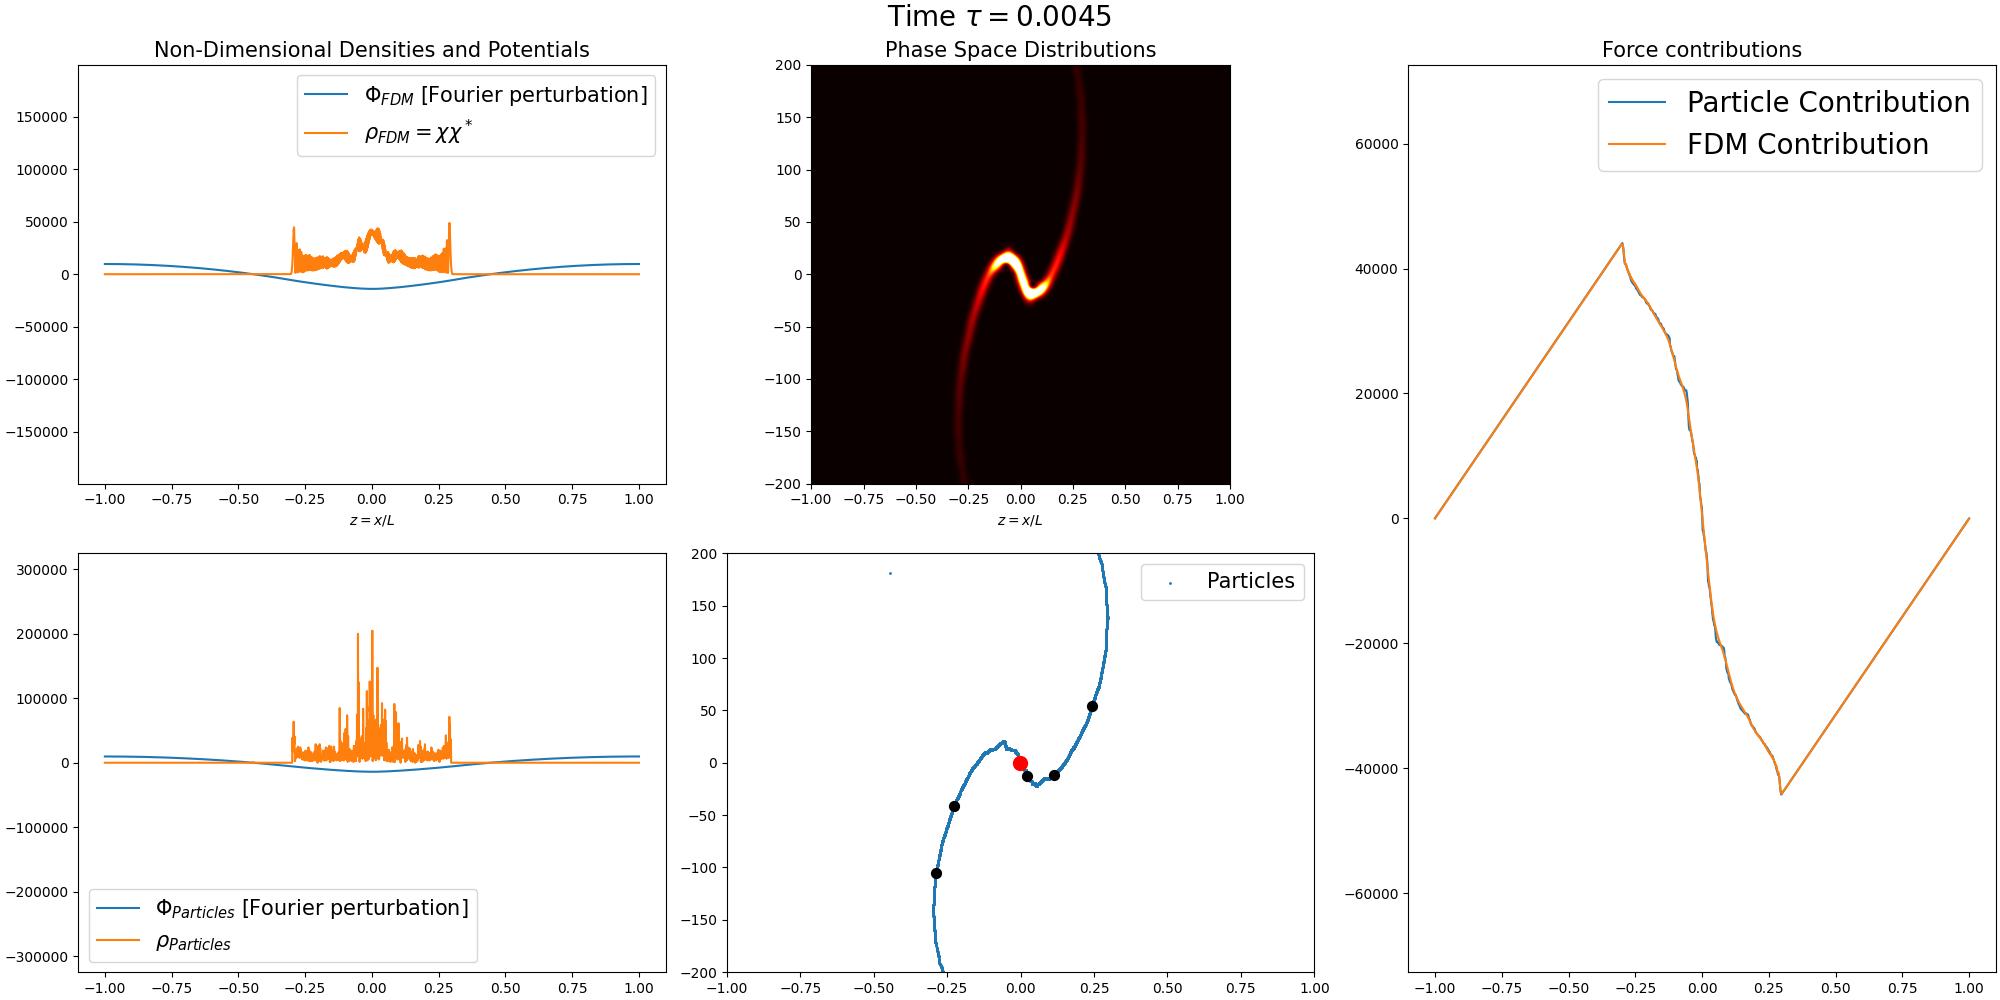 Time τ = 0.0045
Non-Dimensional Densities and Potentials
Φ_FDM [Fourier perturbation]
ρ_FDM = χχ*
150000
100000
50000
0
−50000
−100000
−150000
−1.00 −0.75 −0.50 −0.25 0.00 0.25 0.50 0.75 1.00
z = x/L
Phase Space Distributions
200
150
100
50
0
−50
−100
−150
−200
−1.00 −0.75 −0.50 −0.25 0.00 0.25 0.50 0.75 1.00
z = x/L
Force contributions
Particle Contribution
FDM Contribution
60000
40000
20000
0
−20000
−40000
−60000
−1.00 −0.75 −0.50 −0.25 0.00 0.25 0.50 0.75 1.00
300000
200000
100000
0
−100000
−200000
−300000
Φ_Particles [Fourier perturbation]
ρ_Particles
−1.00 −0.75 −0.50 −0.25 0.00 0.25 0.50 0.75 1.00
Particles
200
150
100
50
0
−50
−100
−150
−200
−1.00 −0.75 −0.50 −0.25 0.00 0.25 0.50 0.75 1.00